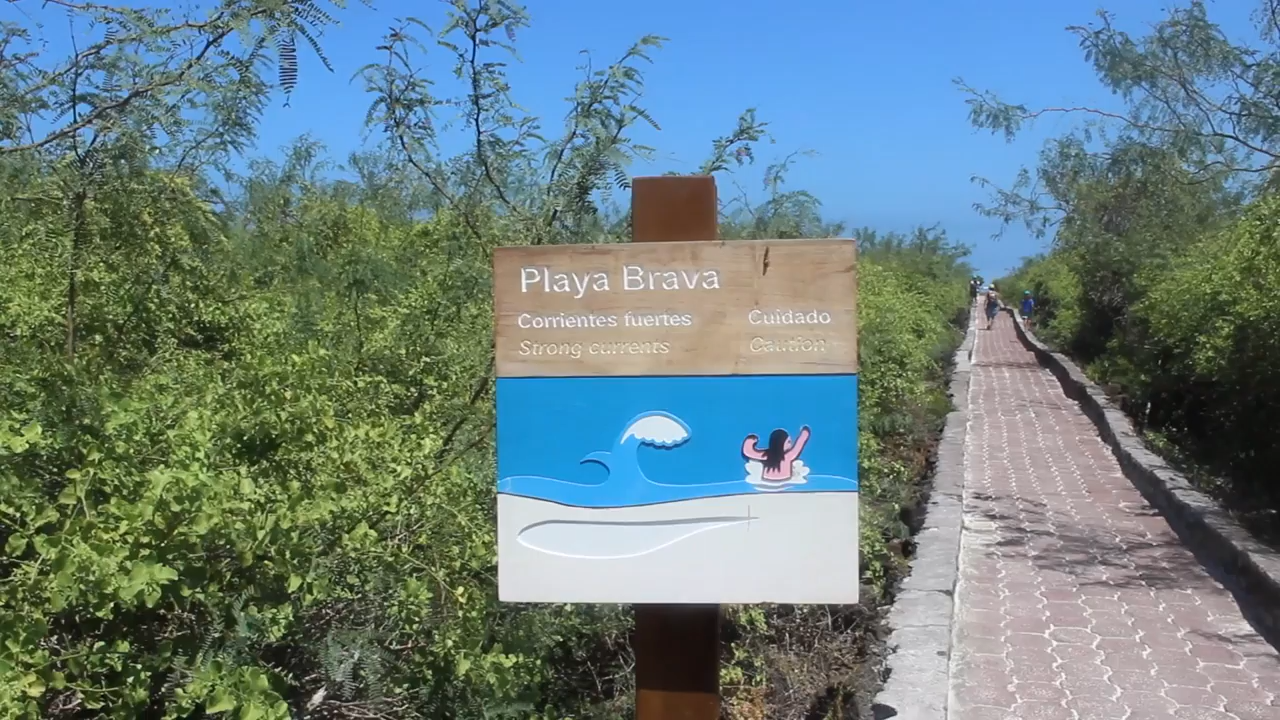 Playa Brava
Corrientes fuertes Cuidado
Strong currents Caution